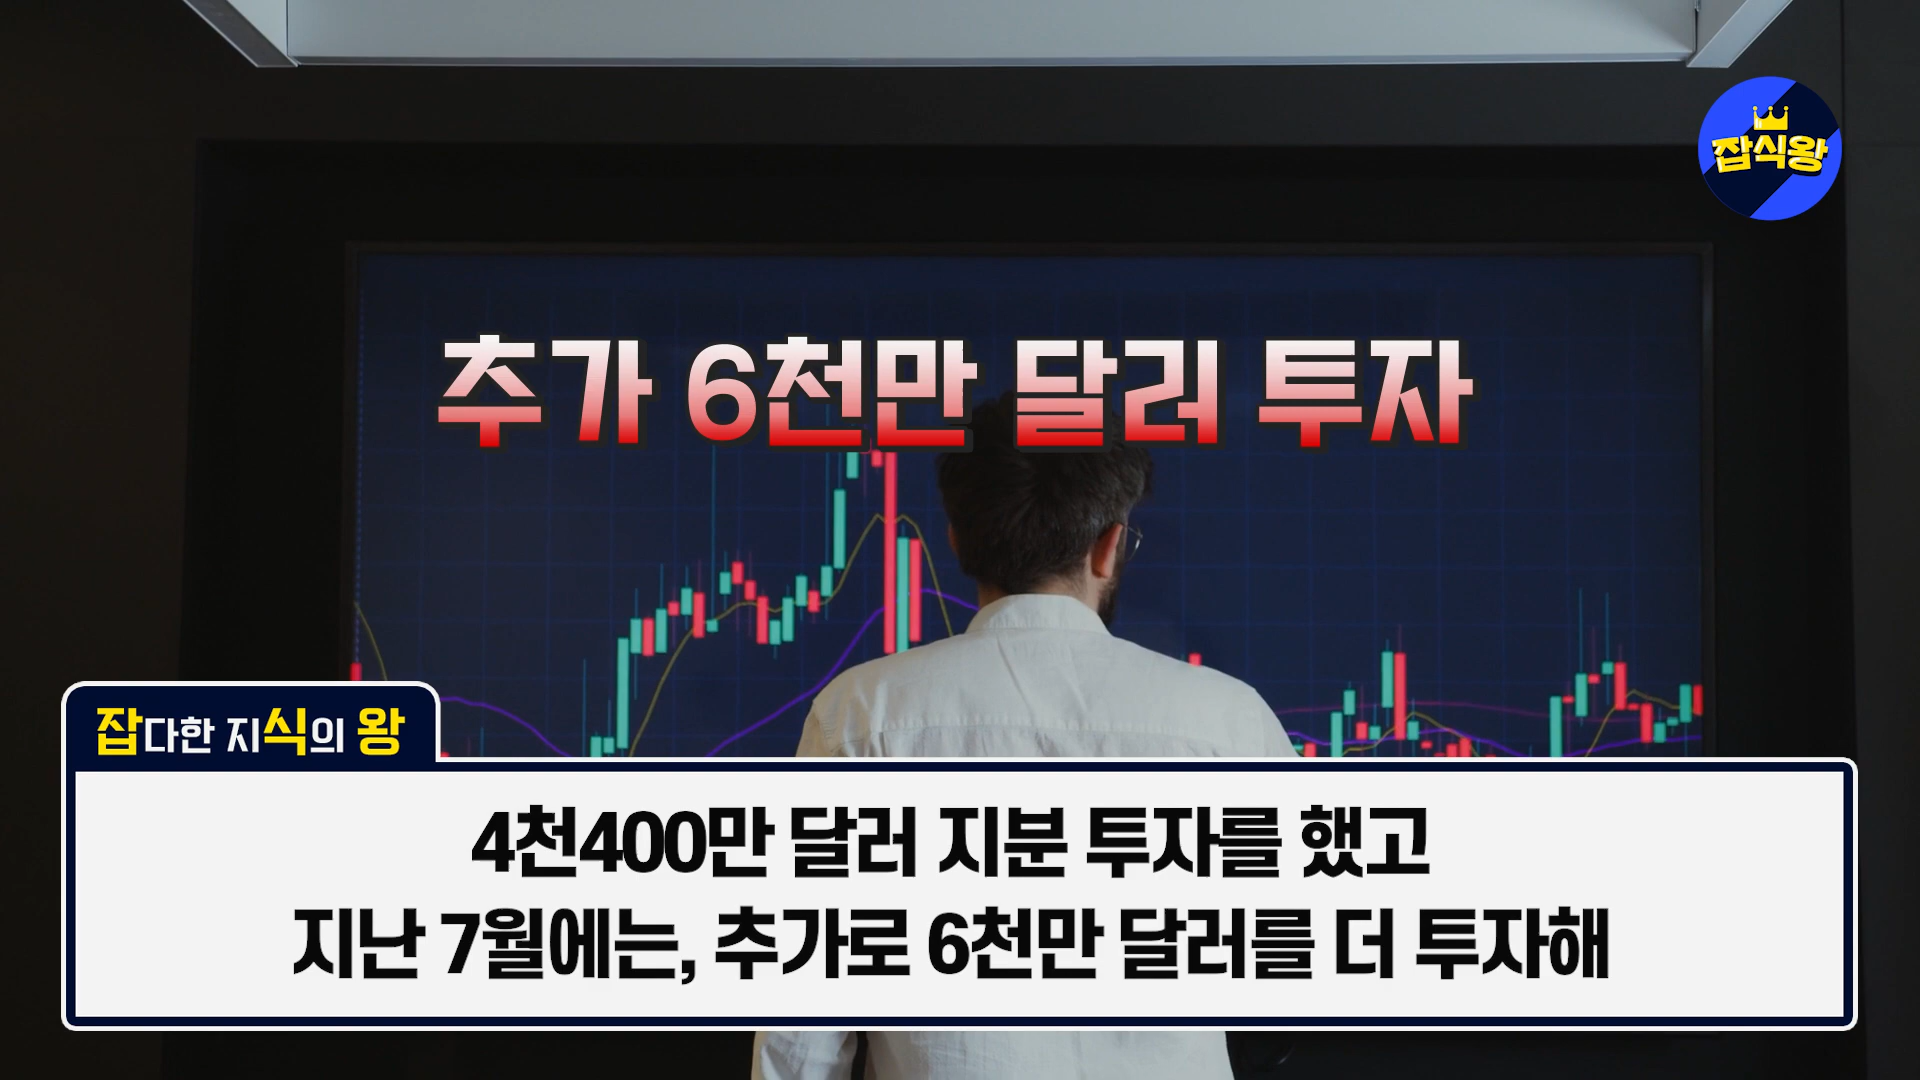 잡식왕
추가 6천만 달러 투자
잡다한 지식의 왕
4천400만 달러 지분 투자를 했고
지난 7월에는, 추가로 6천만 달러를 더 투자해